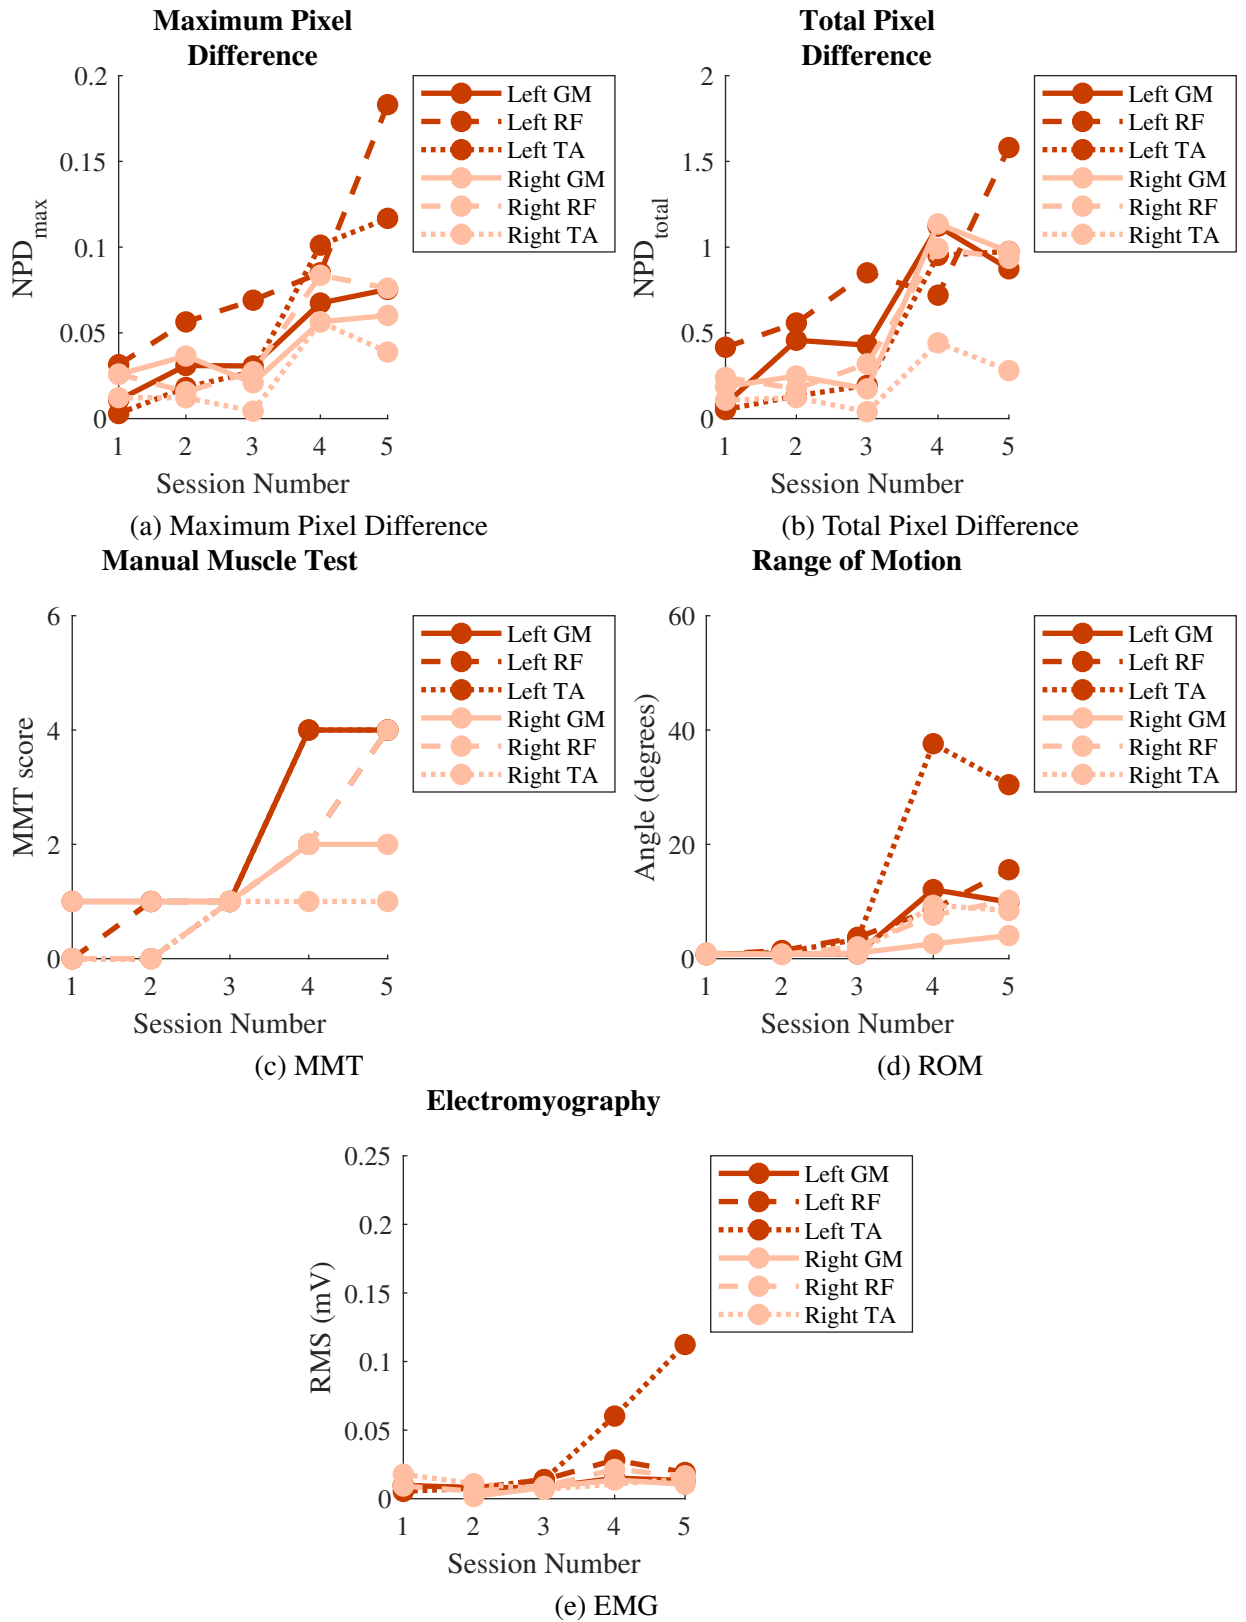 Maximum Pixel
Difference
0.2
0.15
0.1
0.05
0
NPD_max
1 2 3 4 5
Session Number
Left GM
Left RF
Left TA
Right GM
Right RF
Right TA
(a) Maximum Pixel Difference
Total Pixel
Difference
2
1.5
1
0.5
0
NPD_total
1 2 3 4 5
Session Number
Left GM
Left RF
Left TA
Right GM
Right RF
Right TA
(b) Total Pixel Difference
Manual Muscle Test
6
4
2
0
MMT score
1 2 3 4 5
Session Number
Left GM
Left RF
Left TA
Right GM
Right RF
Right TA
(c) MMT
Range of Motion
60
40
20
0
Angle (degrees)
1 2 3 4 5
Session Number
Left GM
Left RF
Left TA
Right GM
Right RF
Right TA
(d) ROM
Electromyography
0.25
0.2
0.15
0.1
0.05
0
RMS (mV)
1 2 3 4 5
Session Number
Left GM
Left RF
Left TA
Right GM
Right RF
Right TA
(e) EMG